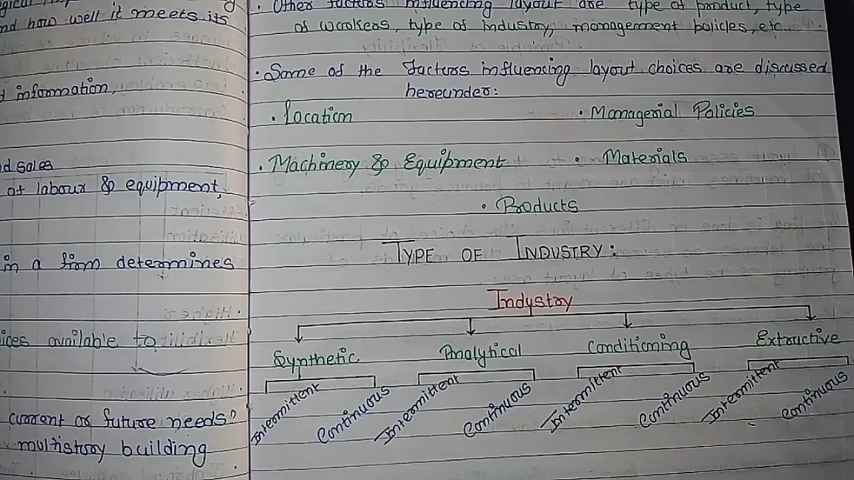 and how well it meets its
d information,
nd sales
of labour & equipment,
in a firm determines
ices available to
current or future needs"
multistory building
• Other factors influencing layout are type of product, type
of workers, type of industry, management policies, etc.
• Some of the factors influencing layout choices are discussed
hereunder:
• Location • Managerial Policies
• Machinery & Equipment • Materials
• Products
TYPE OF INDUSTRY:
Indystry
Synthetic Analytical Conditioning Extractive
Intermittent Continuous Intermittent Continuous Intermittent Continuous Intermittent Continuous